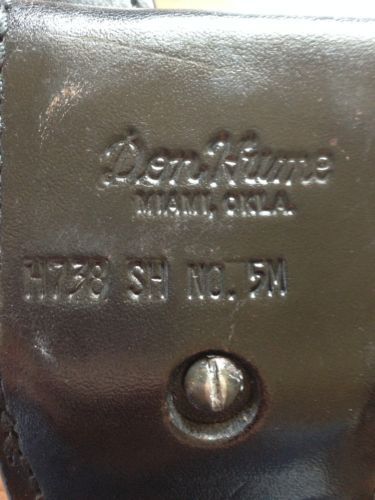 Don Hume
MIAMI, OKLA.
H738 SH NO. 5M